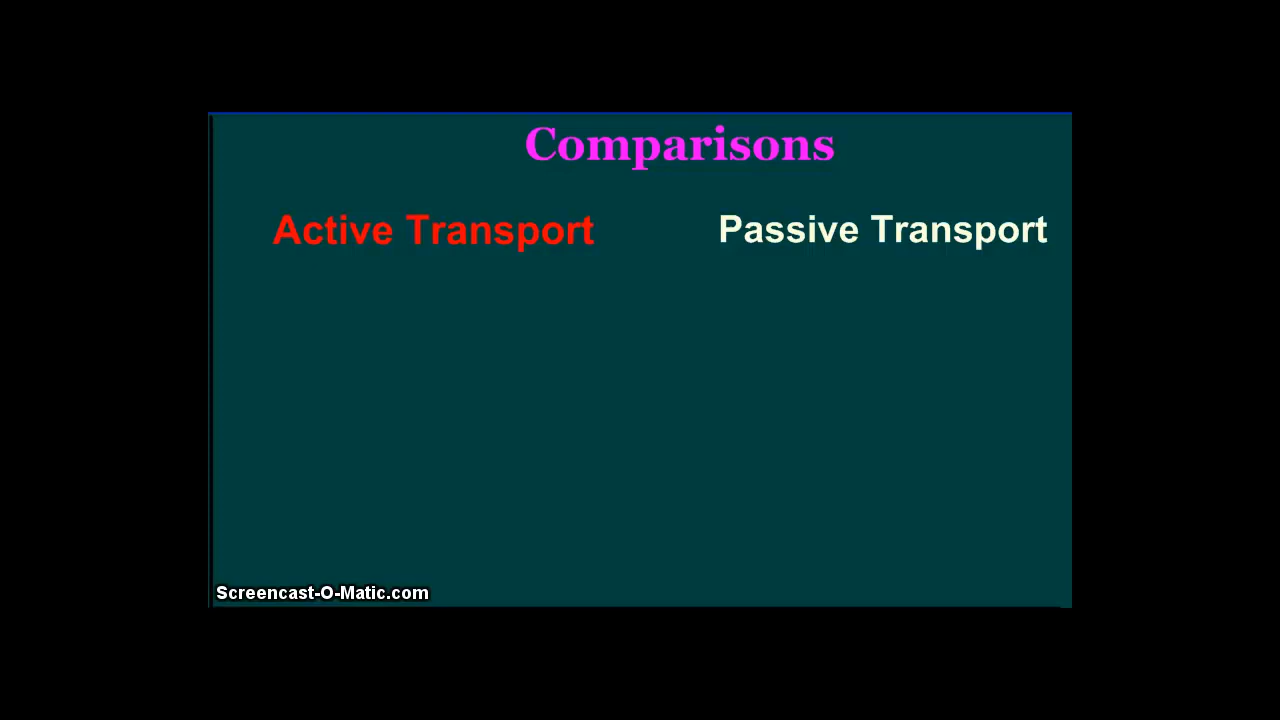 Comparisons
Active Transport
Passive Transport
Screencast-O-Matic.com